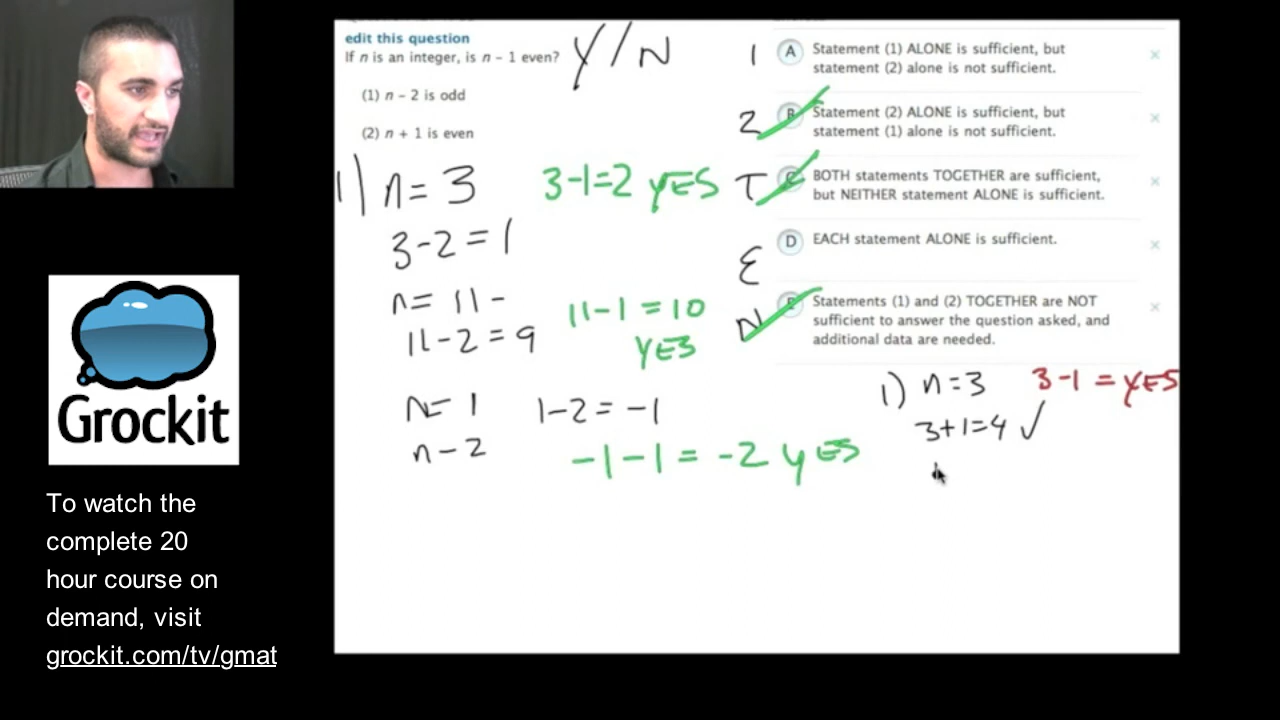 edit this question
If n is an integer, is n - 1 even?
Y/N
(1) n - 2 is odd
(2) n + 1 is even
1) n = 3
3-1=2 YES
3-2=1
n= 11 -
11-1=10
11-2=9
YES
N= 1
1-2= -1
n-2
-1-1= -2 YES
1
A
Statement (1) ALONE is sufficient, but
statement (2) alone is not sufficient.
2
B
Statement (2) ALONE is sufficient, but
statement (1) alone is not sufficient.
T
C
BOTH statements TOGETHER are sufficient,
but NEITHER statement ALONE is sufficient.
E
D
EACH statement ALONE is sufficient.
N
E
Statements (1) and (2) TOGETHER are NOT
sufficient to answer the question asked, and
additional data are needed.
1) n=3
3-1 = YES
3+1=4 ✓
Grockit
To watch the
complete 20
hour course on
demand, visit
grockit.com/tv/gmat